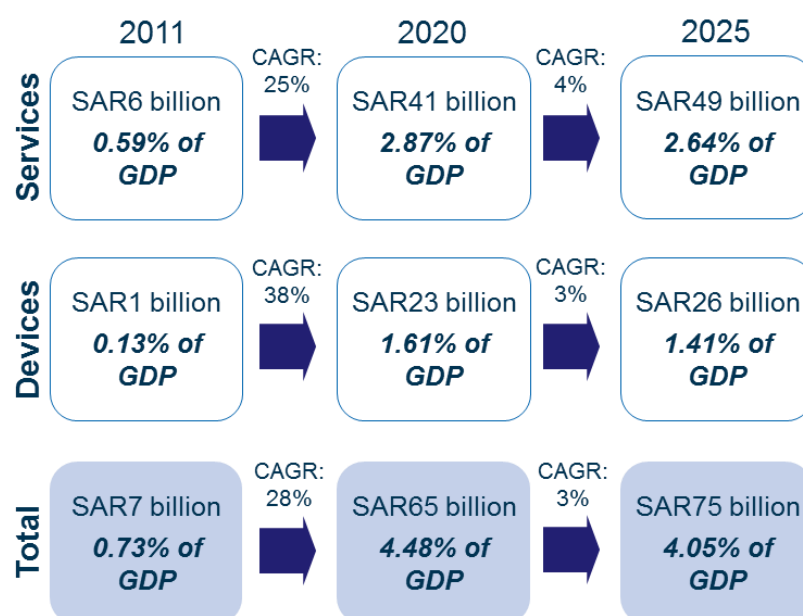 2011
2020
2025
Services
SAR6 billion
0.59% of
GDP
CAGR:
25%
SAR41 billion
2.87% of
GDP
CAGR:
4%
SAR49 billion
2.64% of
GDP
Devices
SAR1 billion
0.13% of
GDP
CAGR:
38%
SAR23 billion
1.61% of
GDP
CAGR:
3%
SAR26 billion
1.41% of
GDP
Total
SAR7 billion
0.73% of
GDP
CAGR:
28%
SAR65 billion
4.48% of
GDP
CAGR:
3%
SAR75 billion
4.05% of
GDP